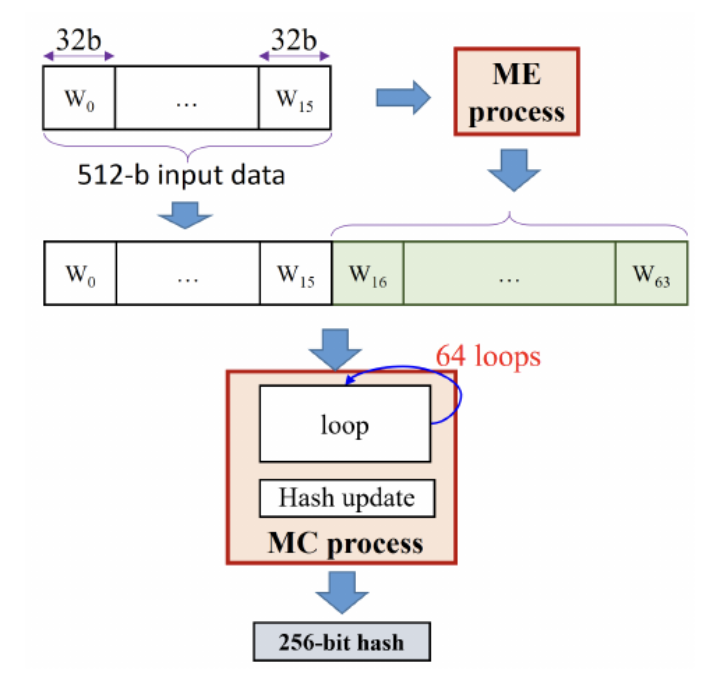 32b 32b
W0 ... W15
ME
process
512-b input data
W0 ... W15 W16 ... W63
64 loops
loop
Hash update
MC process
256-bit hash